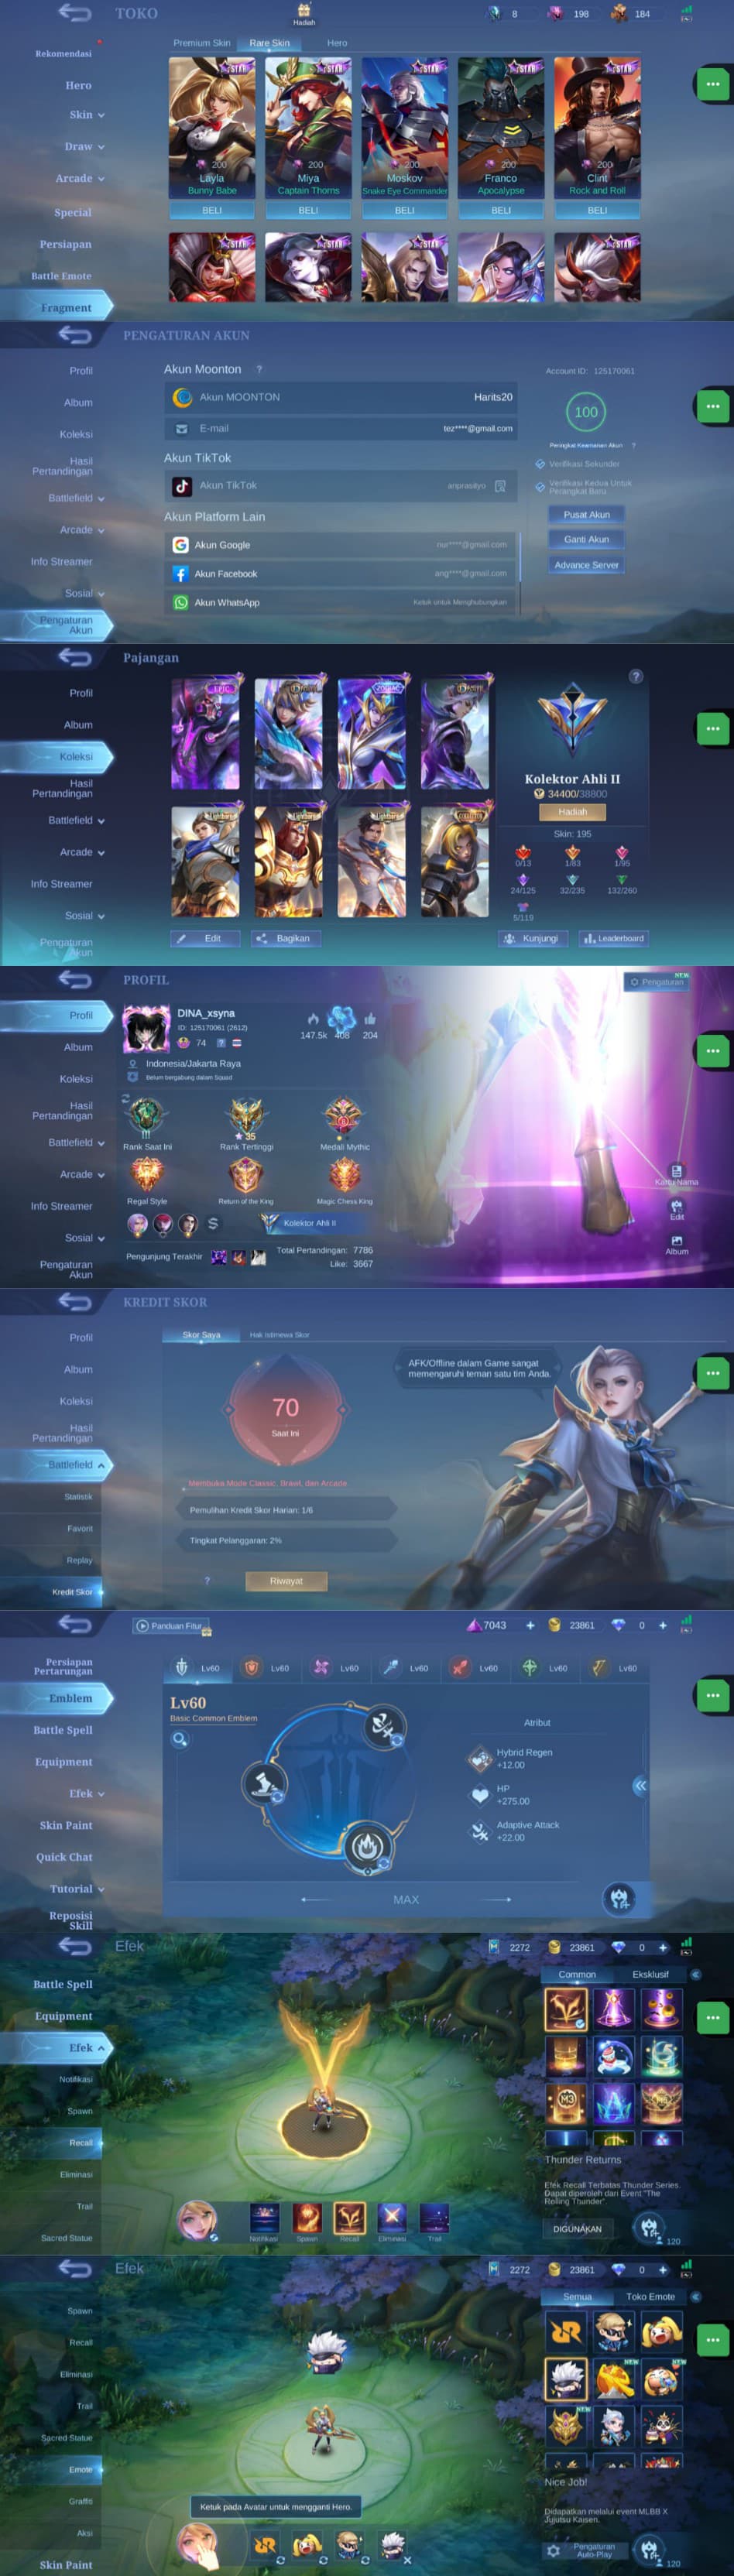 TOKO
Hadiah
8
198
184
Rekomendasi
Hero
Skin
Draw
Arcade
Special
Persiapan
Battle Emote
Fragment
Premium Skin
Rare Skin
Hero
STAR STAR STAR STAR STAR
200 200 200 200 200
Layla Miya Moskov Franco Clint
Bunny Babe Captain Thorns Snake Eye Commander Apocalypse Rock and Roll
BELI BELI BELI BELI BELI
STAR STAR STAR STAR
PENGATURAN AKUN
Profil
Album
Koleksi
Hasil
Pertandingan
Battlefield
Arcade
Info Streamer
Sosial
Pengaturan
Akun
Akun Moonton ?
Akun MOONTON Harits20
E-mail tez****@gmail.com
Akun TikTok
Akun TikTok anprasityo
Akun Platform Lain
Akun Google nur****@gmail.com
Akun Facebook ang****@gmail.com
Akun WhatsApp Ketuk untuk Menghubungkan
Account ID: 125170061
100
Peringkat Keamanan Akun ?
Verifikasi Sekunder
Verifikasi Kedua Untuk
Perangkat Baru
Pusat Akun
Ganti Akun
Advance Server
Pajangan
Profil
Album
Koleksi
Hasil
Pertandingan
Battlefield
Arcade
Info Streamer
Sosial
Pengaturan
Akun
EPIC
ZODIAC
Edit
Bagikan
?
Kolektor Ahli II
34400/38800
Hadiah
Skin: 195
0/13 1/83 1/95
24/125 32/235 132/260
5/119
Kunjungi
Leaderboard
PROFIL
Profil
Album
Koleksi
Hasil
Pertandingan
Battlefield
Arcade
Info Streamer
Sosial
Pengaturan
Akun
DINA_xsyna
ID: 125170061 (2612)
74
147.5k 408 204
Indonesia/Jakarta Raya
Belum bergabung dalam Squad
III
35
Rank Saat Ini Rank Tertinggi Medali Mythic
Regal Style Return of the King Magic Chess King
Kolektor Ahli II
Pengunjung Terakhir
Total Pertandingan: 7786
Like: 3667
NEW
Pengaturan
Kartu Nama
Edit
Album
KREDIT SKOR
Profil
Album
Koleksi
Hasil
Pertandingan
Battlefield
Statistik
Favorit
Replay
Kredit Skor
Skor Saya
Hak Istimewa Skor
70
Saat Ini
AFK/Offline dalam Game sangat
memengaruhi teman satu tim Anda.
Membuka Mode Classic, Brawl, dan Arcade
Pemulihan Kredit Skor Harian: 1/6
Tingkat Pelanggaran: 2%
?
Riwayat
Panduan Fitur
7043 + 23861 0 +
Persiapan
Pertarungan
Emblem
Battle Spell
Equipment
Efek
Skin Paint
Quick Chat
Tutorial
Reposisi
Skill
Lv60 Lv60 Lv60 Lv60 Lv60 Lv60 Lv60
Lv60
Basic Common Emblem
Atribut
Hybrid Regen
+12.00
HP
+275.00
Adaptive Attack
+22.00
MAX
Efek
2272 23861 0 +
Battle Spell
Equipment
Efek
Notifikasi
Spawn
Recall
Eliminasi
Trail
Sacred Statue
Common
Eksklusif
M3
Thunder Returns
Efek Recall Terbatas Thunder Series.
Dapat diperoleh dari Event "The
Rolling Thunder".
DIGUNAKAN
120
Notifikasi Spawn Recall Eliminasi Trail
Efek
2272 23861 0 +
Spawn
Recall
Eliminasi
Trail
Sacred Statue
Emote
Graffiti
Aksi
Skin Paint
Semua
Toko Emote
NEW NEW
NEW
Nice Job!
Didapatkan melalui event MLBB X
Jujutsu Kaisen.
Pengaturan
Auto-Play
120
Ketuk pada Avatar untuk mengganti Hero.